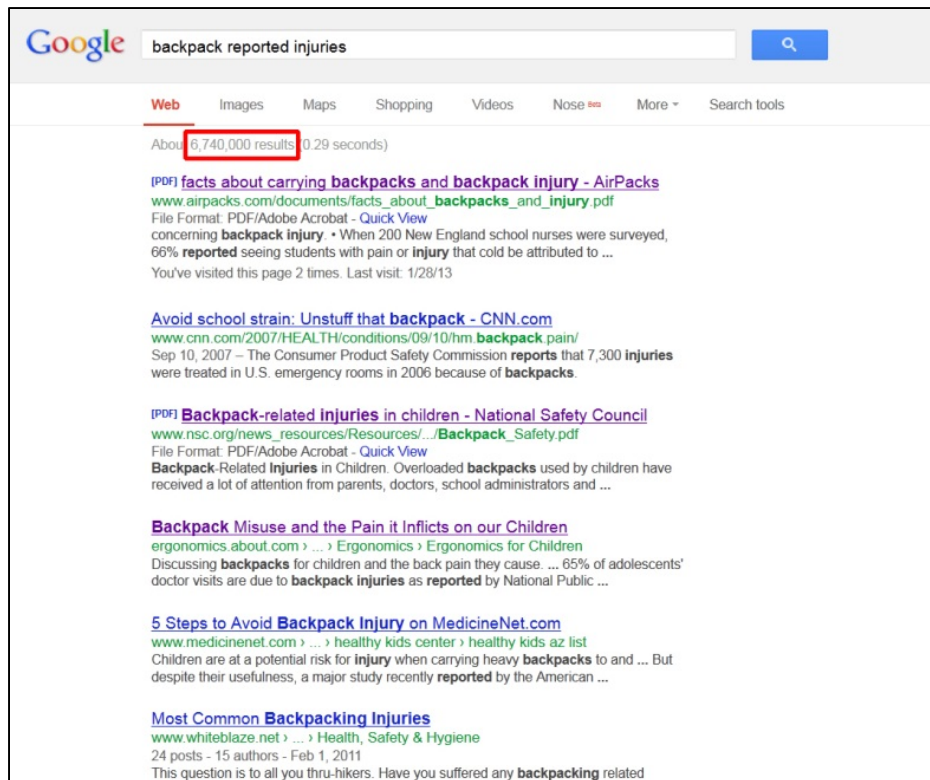 Google backpack reported injuries
Web Images Maps Shopping Videos Nose Beta More Search tools
Abou 6,740,000 results (0.29 seconds)
[PDF] facts about carrying backpacks and backpack injury - AirPacks
www.airpacks.com/documents/facts_about_backpacks_and_injury.pdf
File Format: PDF/Adobe Acrobat - Quick View
concerning backpack injury. • When 200 New England school nurses were surveyed,
66% reported seeing students with pain or injury that cold be attributed to ...
You've visited this page 2 times. Last visit: 1/28/13
Avoid school strain: Unstuff that backpack - CNN.com
www.cnn.com/2007/HEALTH/conditions/09/10/hm.backpack.pain/
Sep 10, 2007 – The Consumer Product Safety Commission reports that 7,300 injuries
were treated in U.S. emergency rooms in 2006 because of backpacks.
[PDF] Backpack-related injuries in children - National Safety Council
www.nsc.org/news_resources/Resources/.../Backpack_Safety.pdf
File Format: PDF/Adobe Acrobat - Quick View
Backpack-Related Injuries in Children. Overloaded backpacks used by children have
received a lot of attention from parents, doctors, school administrators and ...
Backpack Misuse and the Pain it Inflicts on our Children
ergonomics.about.com › ... › Ergonomics › Ergonomics for Children
Discussing backpacks for children and the back pain they cause. ... 65% of adolescents'
doctor visits are due to backpack injuries as reported by National Public ...
5 Steps to Avoid Backpack Injury on MedicineNet.com
www.medicinenet.com › ... › healthy kids center › healthy kids az list
Children are at a potential risk for injury when carrying heavy backpacks to and ... But
despite their usefulness, a major study recently reported by the American ...
Most Common Backpacking Injuries
www.whiteblaze.net › ... › Health, Safety & Hygiene
24 posts - 15 authors - Feb 1, 2011
This question is to all you thru-hikers. Have you suffered any backpacking related